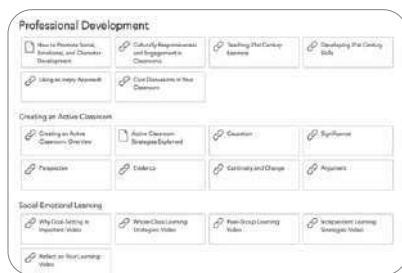 Professional Development
How to Promote Social,
Emotional, and Character
Development
Culturally Responsiveness
and Engagement in
Classrooms
Teaching 21st Century
Learners
Developing 21st Century
Skills
Using an Inquiry Approach
Core Discussions in Your
Classroom
Creating an Active Classroom
Creating an Active
Classroom: Overview
Active Classroom
Strategies Explained
Causation
Significance
Perspective
Evidence
Continuity and Change
Argument
Social-Emotional Learning
Why Goal-Setting Is
Important: Video
Whole-Class Learning
Strategies: Video
Peer-Group Learning
Video
Independent Learning
Strategies: Video
Reflect on Your Learning:
Video